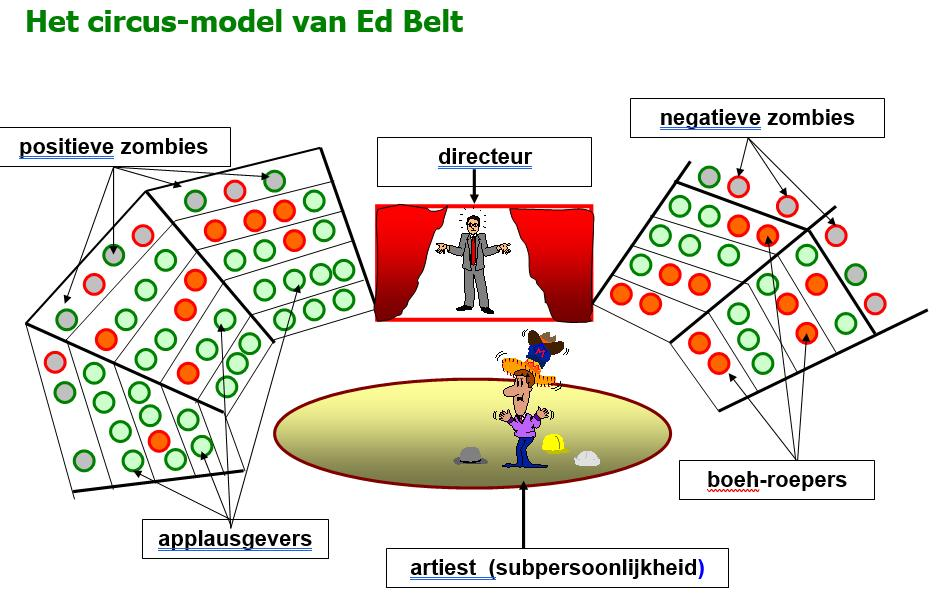 Het circus-model van Ed Belt
negatieve zombies
positieve zombies
directeur
M
boeh-roepers
applausgevers
artiest (subpersoonlijkheid)